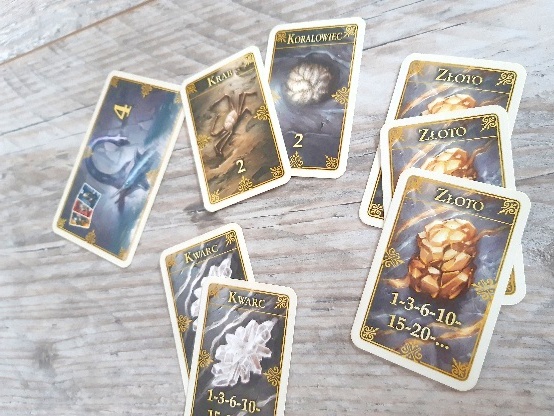 4
KRAB
2
KORALOWIEC
2
ZŁOTO
ZŁOTO
ZŁOTO
1-3-6-10-
15-20-...
KWARC
KWARC
1-3-6-10-